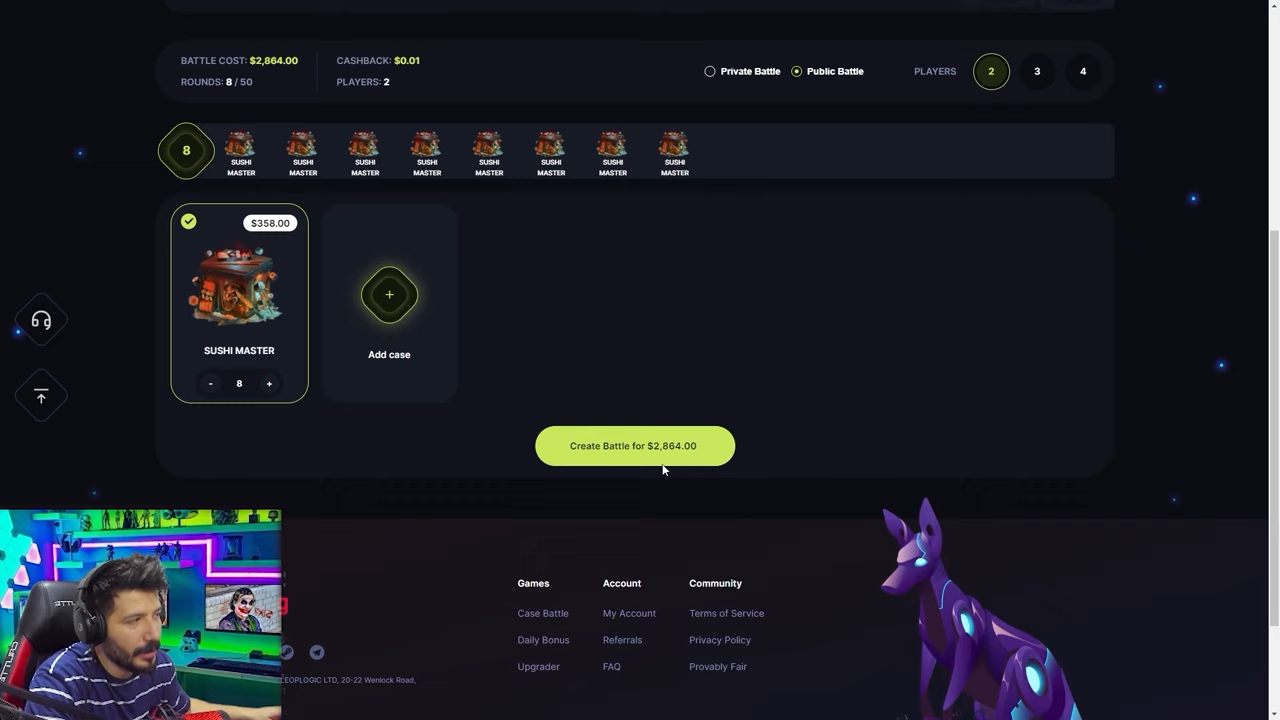 BATTLE COST: $2,864.00
CASHBACK: $0.01
Private Battle
Public Battle
PLAYERS
2
3
4
ROUNDS: 8 / 50
PLAYERS: 2
8
SUSHI MASTER
SUSHI MASTER
SUSHI MASTER
SUSHI MASTER
SUSHI MASTER
SUSHI MASTER
SUSHI MASTER
SUSHI MASTER
$358.00
SUSHI MASTER
- 8 +
+
Add case
Create Battle for $2,864.00
Games
Account
Community
Case Battle
My Account
Terms of Service
Daily Bonus
Referrals
Privacy Policy
Upgrader
FAQ
Provably Fair
LEOPLOGIC LTD, 20-22 Wenlock Road,